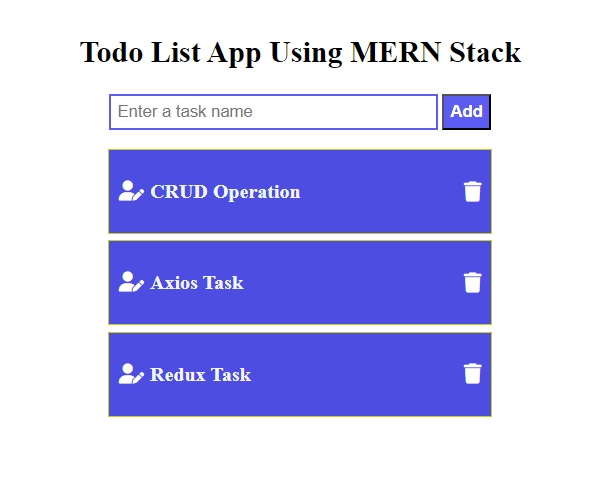 Todo List App Using MERN Stack
Enter a task name
Add
CRUD Operation
Axios Task
Redux Task